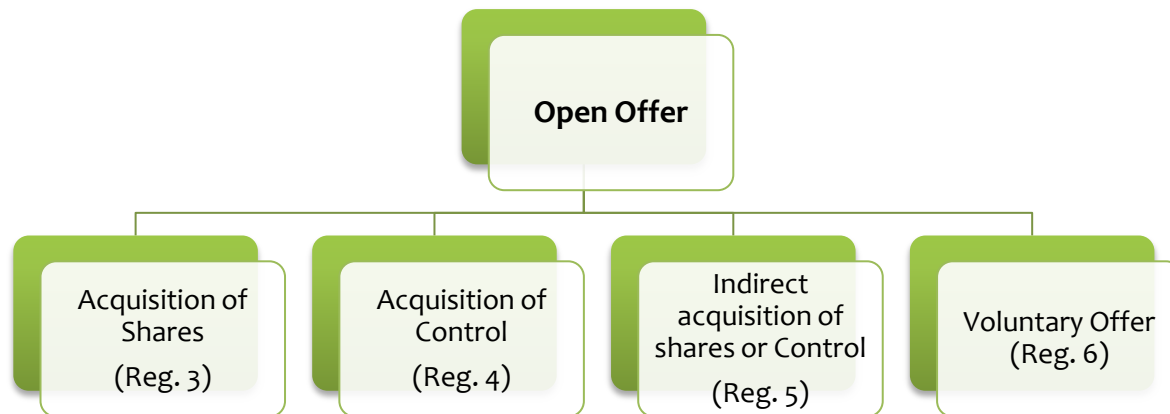 Open Offer
Acquisition of
Shares
(Reg. 3)
Acquisition of
Control
(Reg. 4)
Indirect
acquisition of
shares or Control
(Reg. 5)
Voluntary Offer
(Reg. 6)